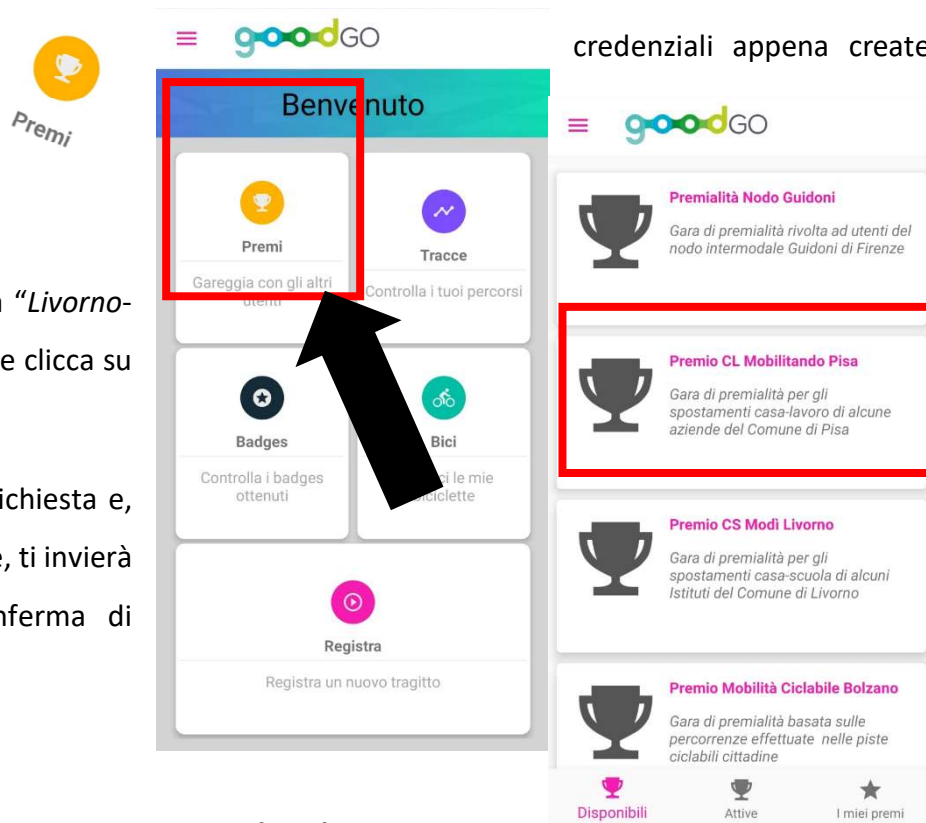 Premi
n “Livorno-
e clicca su
ichiesta e,
e, ti invierà
nferma di
goodGO
Benvenuto
Premi
Gareggia con gli altri
utenti
Tracce
Controlla i tuoi percorsi
Badges
Controlla i badges
ottenuti
Bici
ci le mie
biciclette
Registra
Registra un nuovo tragitto
credenziali appena create
goodGO
Premialità Nodo Guidoni
Gara di premialità rivolta ad utenti del
nodo intermodale Guidoni di Firenze
Premio CL Mobilitando Pisa
Gara di premialità per gli
spostamenti casa-lavoro di alcune
aziende del Comune di Pisa
Premio CS Modì Livorno
Gara di premialità per gli
spostamenti casa-scuola di alcuni
Istituti del Comune di Livorno
Premio Mobilità Ciclabile Bolzano
Gara di premialità basata sulle
percorrenze effettuate nelle piste
ciclabili cittadine
Disponibili
Attive
I miei premi